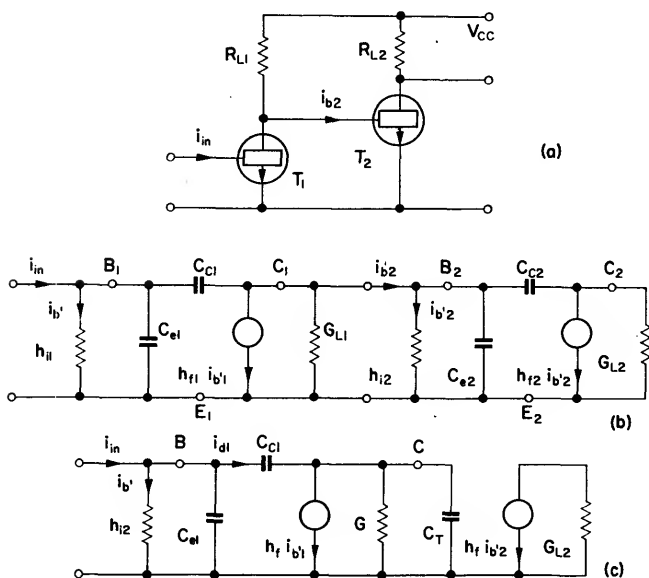 V_CC
R_L1
R_L2
i_b2
i_in
T_1
T_2
(a)
i_in B_1 C_C1 C_1 i_b'2 B_2 C_C2 C_2
i_b' i_b'2
C_e1 G_L1 C_e2 G_L2
h_i1 h_f1 i_b'1 h_i2 h_f2 i_b'2
E_1 E_2
(b)
i_in B i_d1 C_C1 C
i_b'
h_i2 C_e1 G C_T
h_f i_b'1 h_f i_b'2 G_L2
(c)